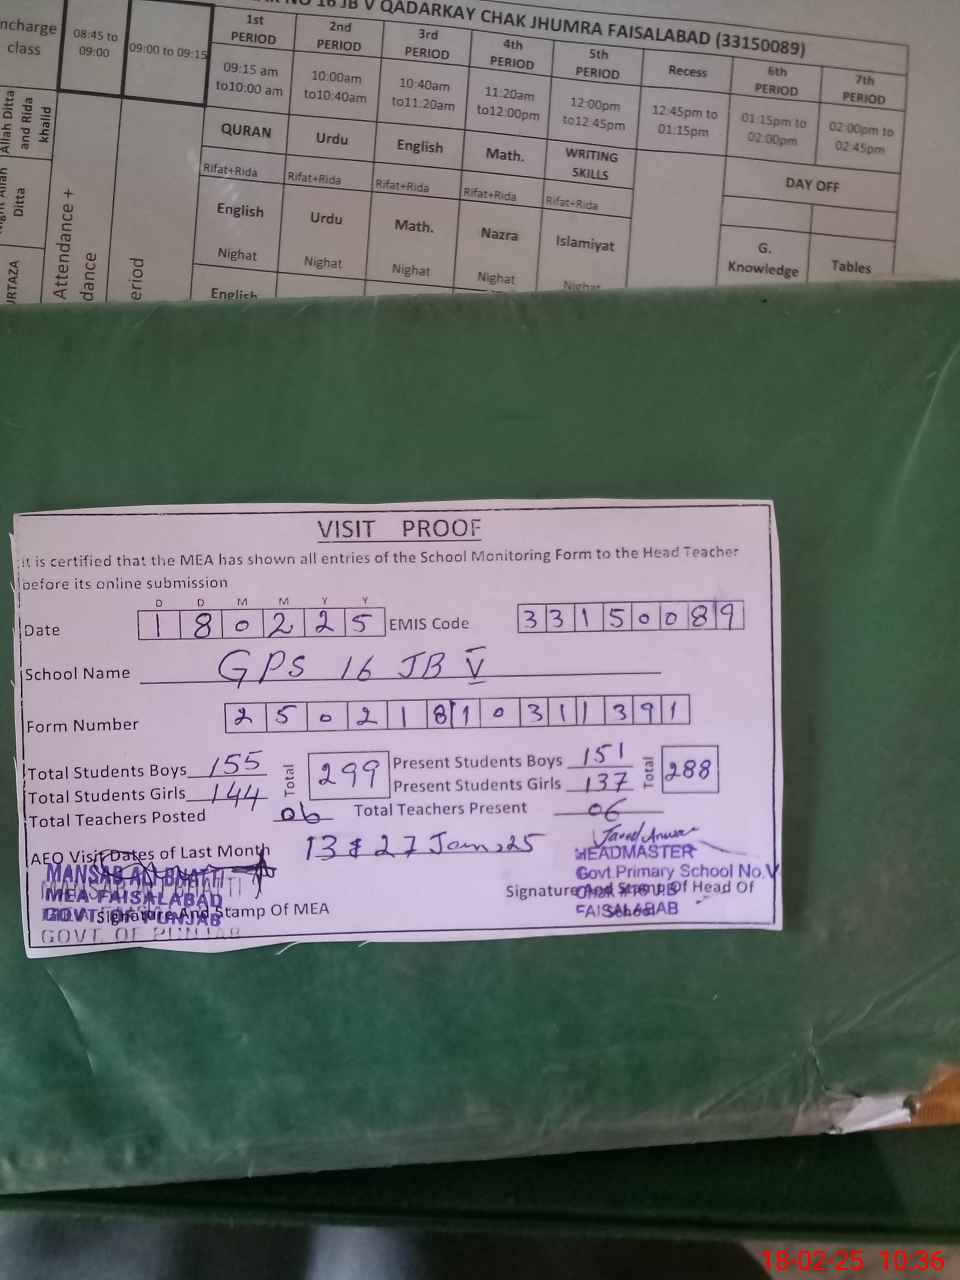 NO 16 JB V QADARKAY CHAK JHUMRA FAISALABAD (33150089)
ncharge class 08:45 to 09:00 09:00 to 09:15 1st PERIOD 2nd PERIOD 3rd PERIOD 4th PERIOD 5th PERIOD Recess 6th PERIOD 7th PERIOD
09:15 am to10:00 am 10:00am to10:40am 10:40am to11:20am 11:20am to12:00pm 12:00pm to12:45pm 12:45pm to 01:15pm 01:15pm to 02:00pm 02:00pm to 02:45pm
Allah Ditta and Rida khalid QURAN Urdu English Math. WRITING SKILLS DAY OFF
Rifat+Rida Rifat+Rida Rifat+Rida Rifat+Rida Rifat+Rida
Ditta English Urdu Math. Nazra Islamiyat G. Knowledge Tables
Nighat Nighat Nighat Nighat Nighat
Attendance +
dance
eriod
URTAZA
English
VISIT PROOF
it is certified that the MEA has shown all entries of the School Monitoring Form to the Head Teacher
before its online submission
D D M M Y Y
Date 1 8 0 2 2 5 EMIS Code 3 3 1 5 0 0 8 9
School Name GPS 16 JB V
Form Number 2 5 0 2 1 8 1 0 3 1 1 3 9 1
Total Students Boys 155 Total 299 Present Students Boys 151 Total 288
Total Students Girls 144 Present Students Girls 137
Total Teachers Posted 06 Total Teachers Present 06
AEO Visit Dates of Last Month 13 & 27 Jan, 25
MANSAB ALI BHATTI
MEA FAISALABAD
GOVT OF PUNJAB
Signature And Stamp Of MEA
GOVT OF PUNJAB
HEADMASTER
Govt.Primary School No.V
Signature And Stamp Of Head Of
School
FAISALABAB
18-02-25 10:36